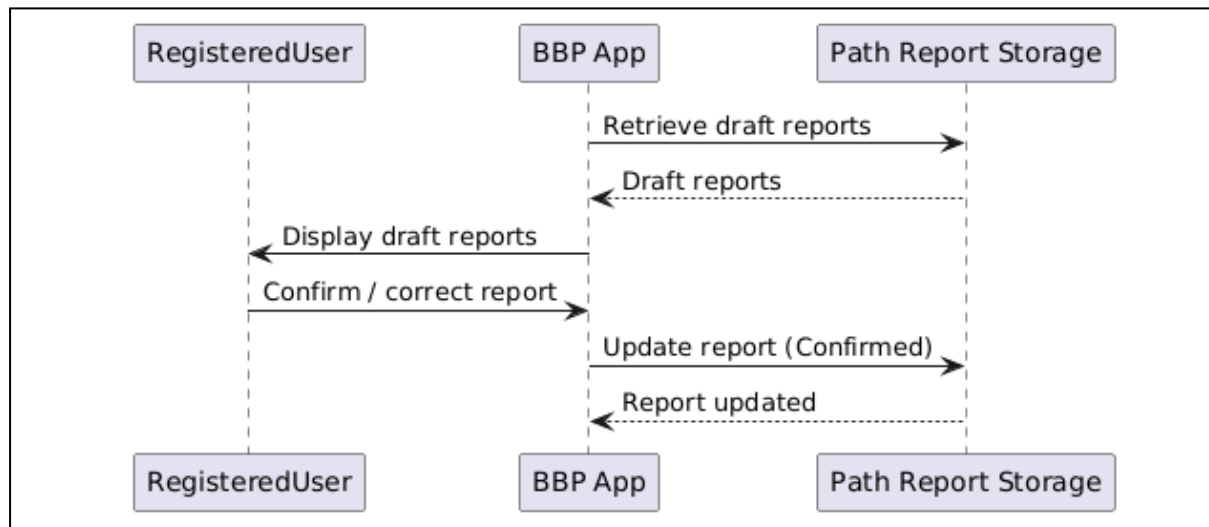 RegisteredUser BBP App Path Report Storage
Retrieve draft reports
Draft reports
Display draft reports
Confirm / correct report
Update report (Confirmed)
Report updated
RegisteredUser BBP App Path Report Storage